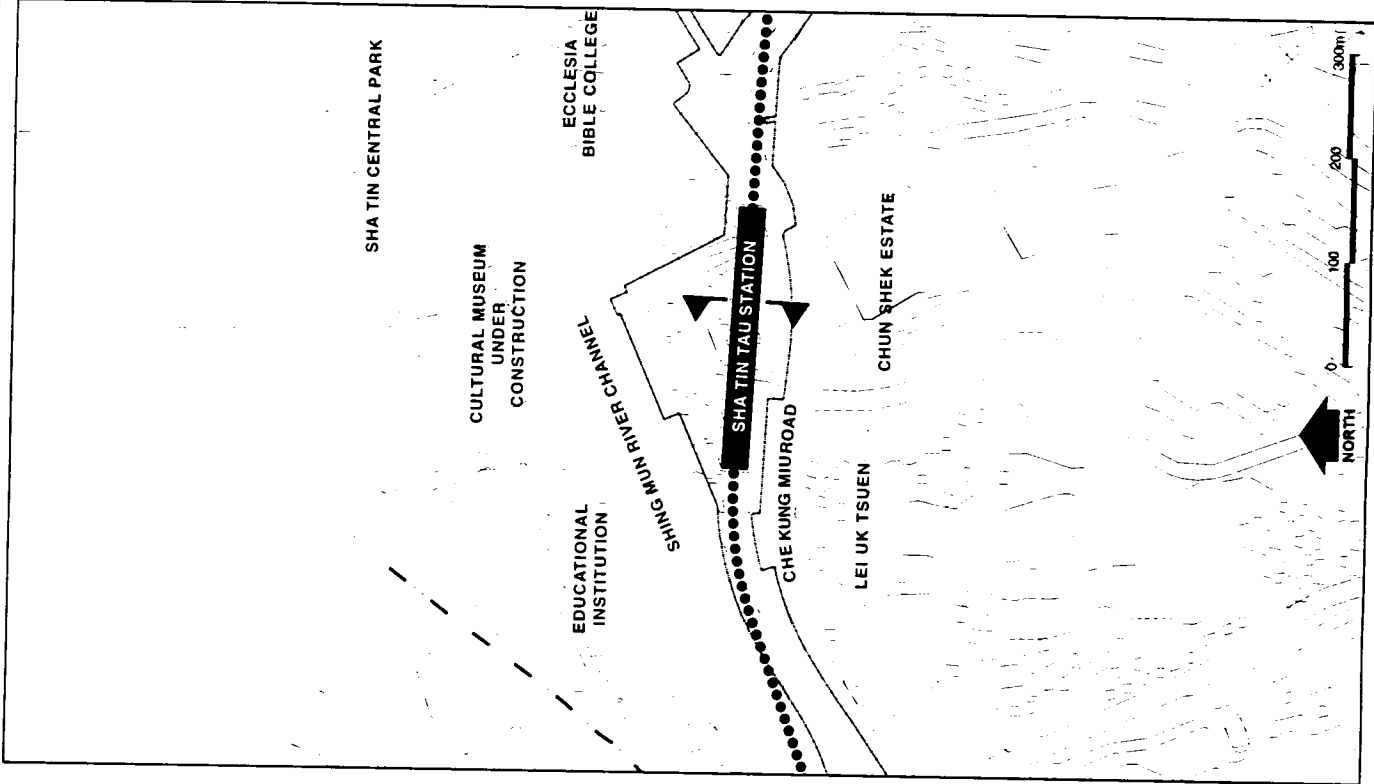 SHA TIN CENTRAL PARK
ECCLESIA
BIBLE COLLEGE
CULTURAL MUSEUM
UNDER
CONSTRUCTION
SHING MUN RIVER CHANNEL
EDUCATIONAL
INSTITUTION
SHA TIN TAU STATION
CHE KUNG MIU ROAD
CHUN SHEK ESTATE
LEI UK TSUEN
NORTH
0 100 200 300m